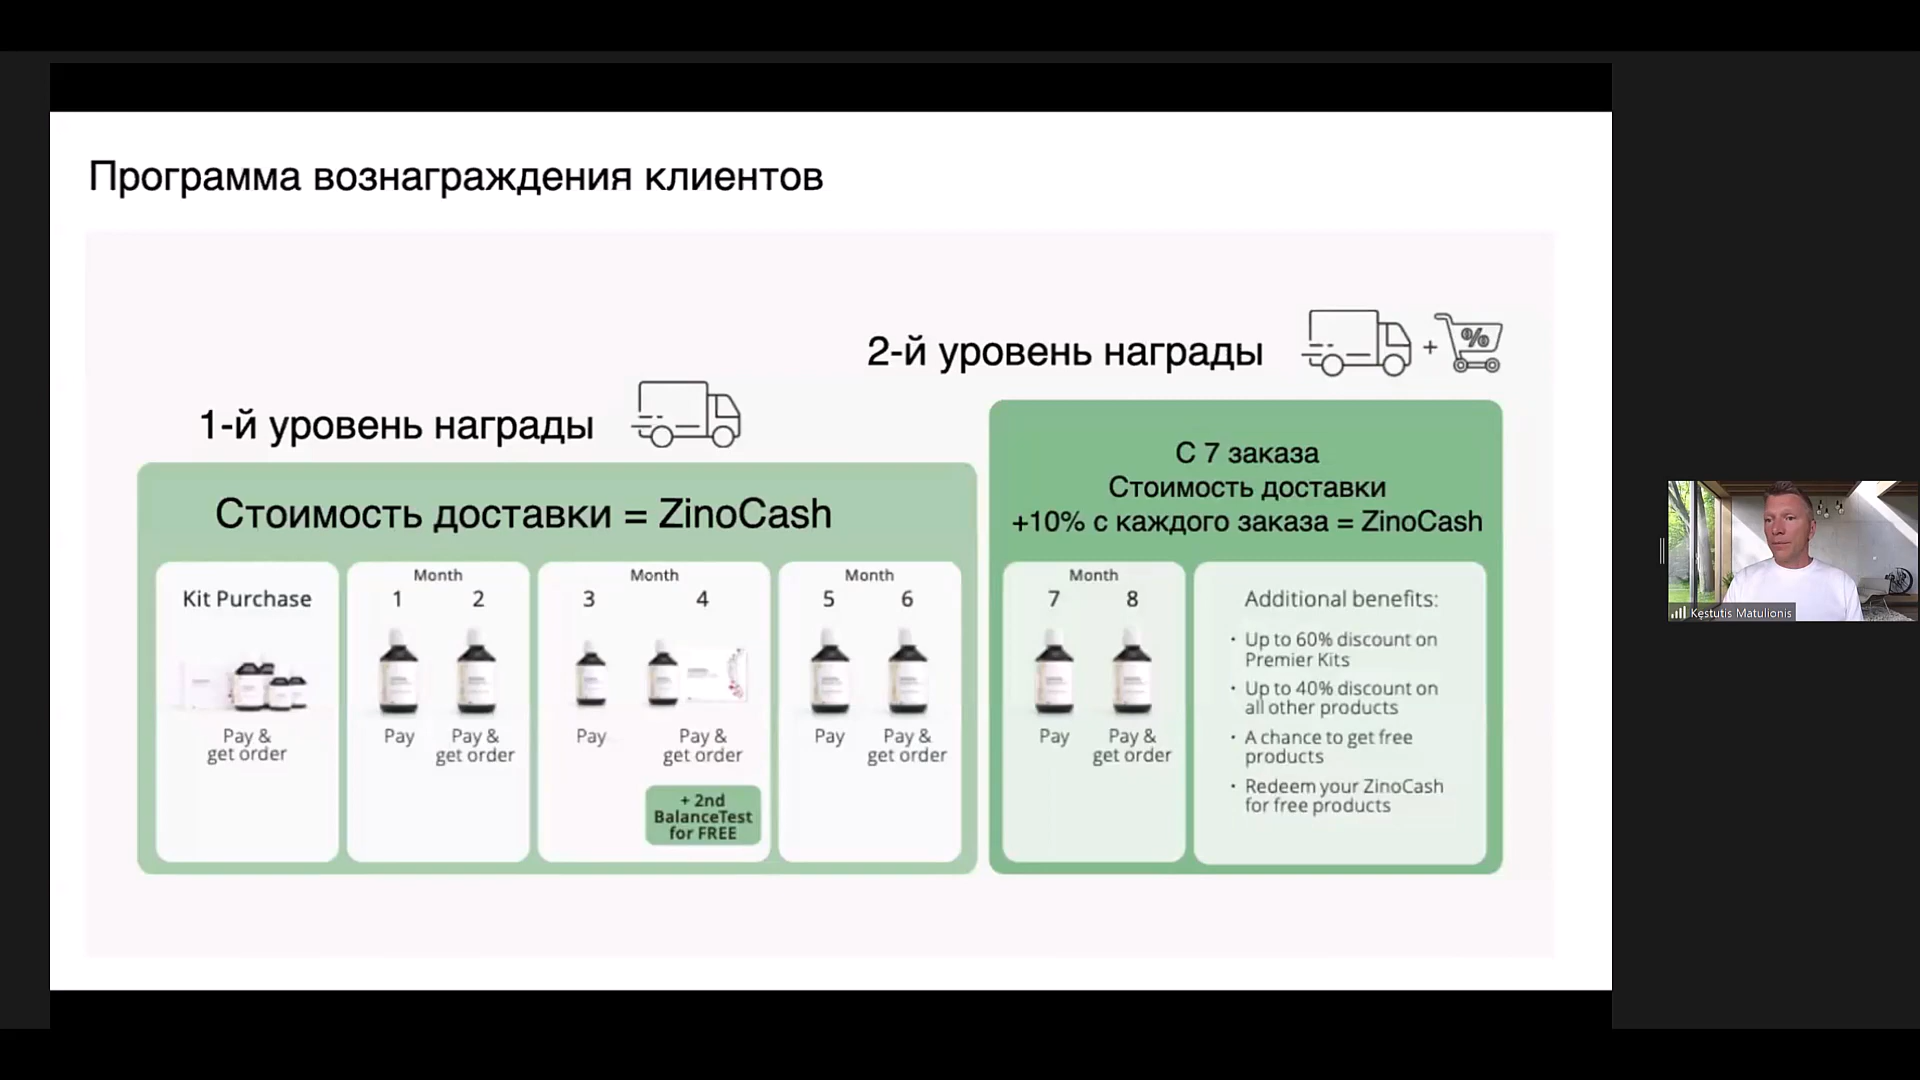 Программа вознаграждения клиентов
2-й уровень награды
%
+
1-й уровень награды
Стоимость доставки = ZinoCash
Kit Purchase
Pay &
get order
Month
1 2
Pay
Pay &
get order
Month
3 4
Pay
Pay &
get order
+ 2nd
BalanceTest
for FREE
Month
5 6
Pay
Pay &
get order
С 7 заказа
Стоимость доставки
+10% с каждого заказа = ZinoCash
Month
7 8
Pay
Pay &
get order
Additional benefits:
· Up to 60% discount on
Premier Kits
· Up to 40% discount on
all other products
· A chance to get free
products
· Redeem your ZinoCash
for free products
Kęstutis Matulionis